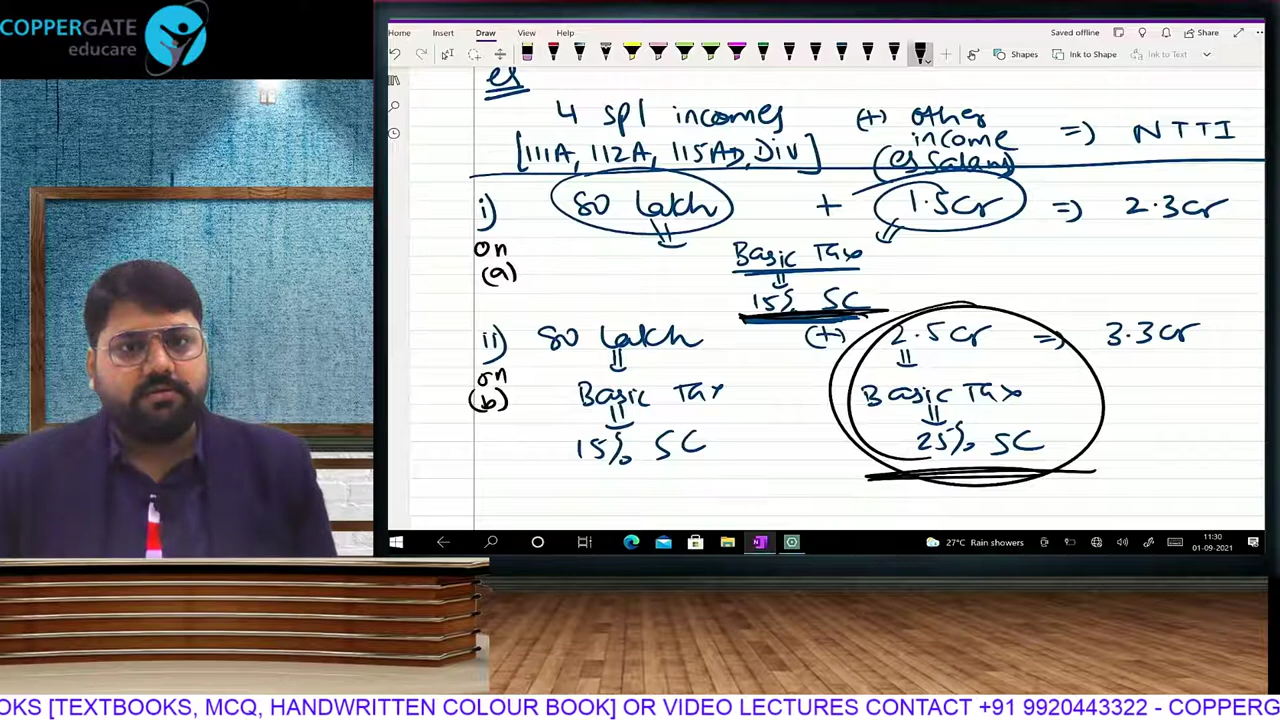 COPPERGATE
educare
Home Insert Draw View Help
Saved offline
Share
Shapes
Ink to Shape
Ink to Text
eg
4 spl incomes (+) other income (eg salary) => NTTI
[111A, 112A, 115AD, Div]
i) 80 Lakh + 1.5Cr => 2.3Cr
on (a)
Basic Tax
15% SC
ii) 80 Lakh (+) 2.5Cr => 3.3Cr
on (b)
Basic Tax Basic Tax
15% SC 25% SC
27°C Rain showers
11:30
01-09-2021
OKS [TEXTBOOKS, MCQ, HANDWRITTEN COLOUR BOOK] OR VIDEO LECTURES CONTACT +91 9920443322 - COPPERG